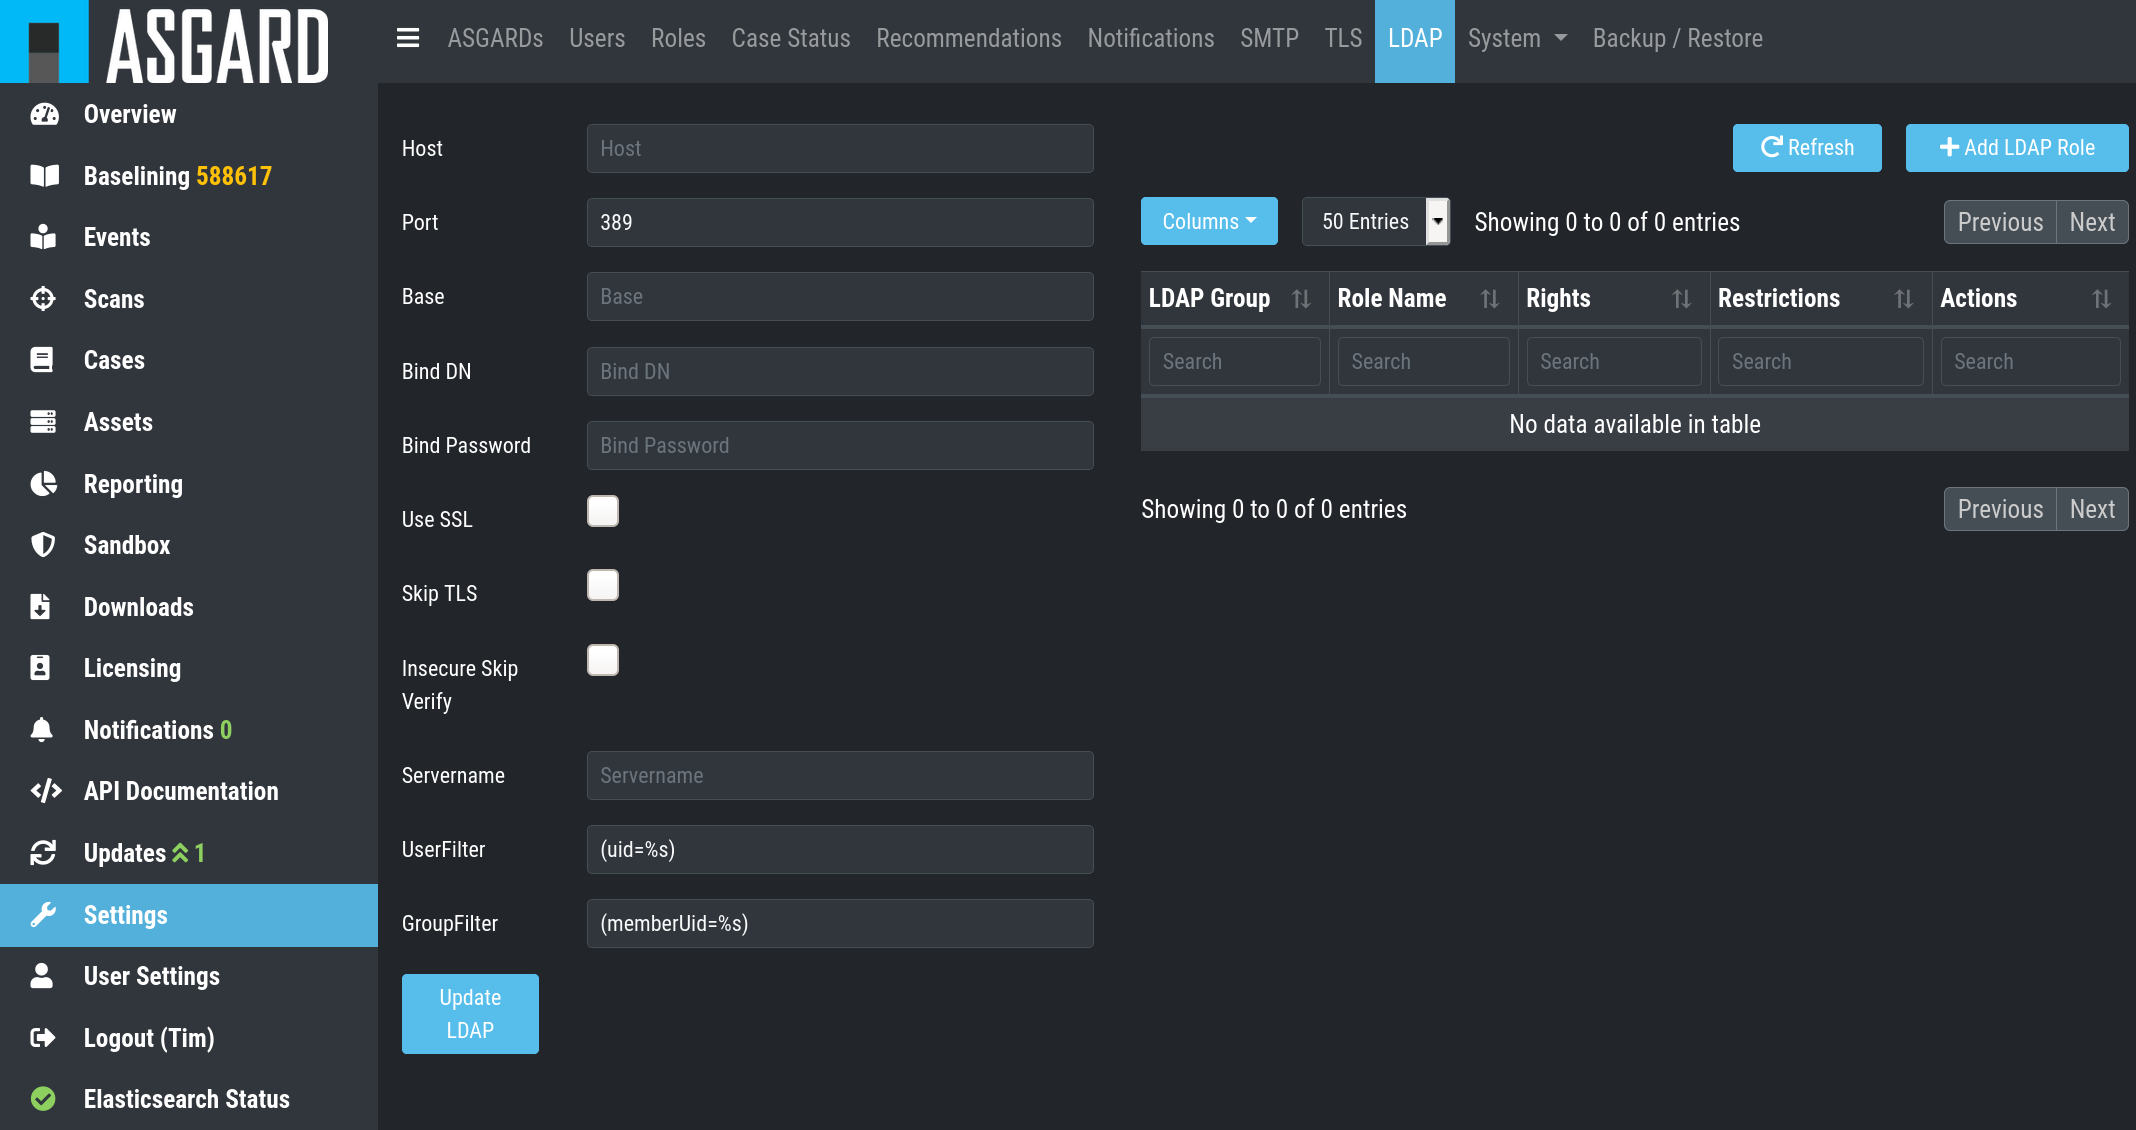 ASGARD
ASGARDs Users Roles Case Status Recommendations Notifications SMTP TLS LDAP System Backup / Restore
Overview
Baselining 588617
Events
Scans
Cases
Assets
Reporting
Sandbox
Downloads
Licensing
Notifications 0
API Documentation
Updates 1
Settings
User Settings
Logout (Tim)
Elasticsearch Status
Host Host
Port 389
Base Base
Bind DN Bind DN
Bind Password Bind Password
Use SSL
Skip TLS
Insecure Skip
Verify
Servername Servername
UserFilter (uid=%s)
GroupFilter (memberUid=%s)
Update
LDAP
Refresh Add LDAP Role
Columns 50 Entries Showing 0 to 0 of 0 entries Previous Next
LDAP Group Role Name Rights Restrictions Actions
Search Search Search Search Search
No data available in table
Showing 0 to 0 of 0 entries Previous Next